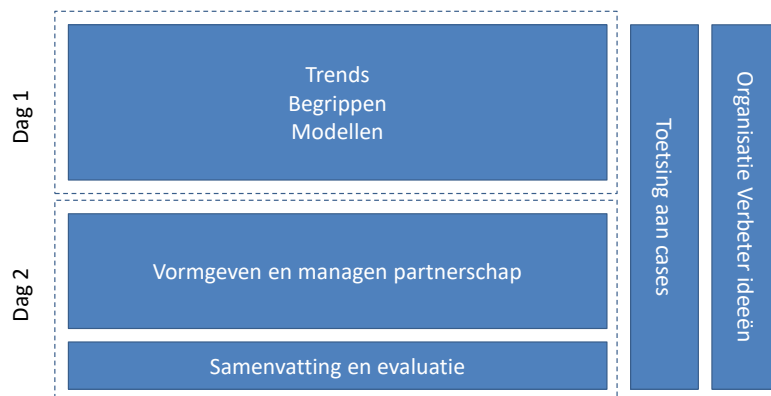 Dag 1
Trends
Begrippen
Modellen
Dag 2
Vormgeven en managen partnerschap
Samenvatting en evaluatie
Toetsing aan cases
Organisatie Verbeter ideeën